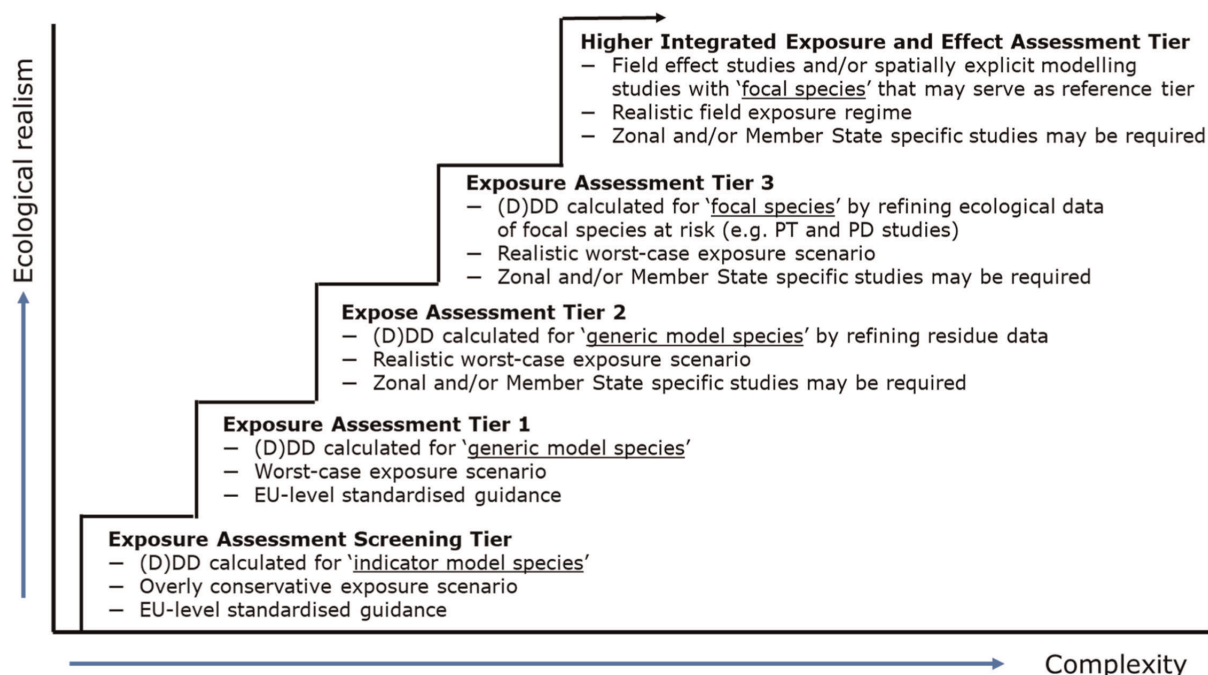 Ecological realism
Higher Integrated Exposure and Effect Assessment Tier
− Field effect studies and/or spatially explicit modelling
studies with ‘focal species’ that may serve as reference tier
− Realistic field exposure regime
− Zonal and/or Member State specific studies may be required
Exposure Assessment Tier 3
− (D)DD calculated for ‘focal species’ by refining ecological data
of focal species at risk (e.g. PT and PD studies)
− Realistic worst-case exposure scenario
− Zonal and/or Member State specific studies may be required
Expose Assessment Tier 2
− (D)DD calculated for ‘generic model species’ by refining residue data
− Realistic worst-case exposure scenario
− Zonal and/or Member State specific studies may be required
Exposure Assessment Tier 1
− (D)DD calculated for ‘generic model species’
− Worst-case exposure scenario
− EU-level standardised guidance
Exposure Assessment Screening Tier
− (D)DD calculated for ‘indicator model species’
− Overly conservative exposure scenario
− EU-level standardised guidance
Complexity